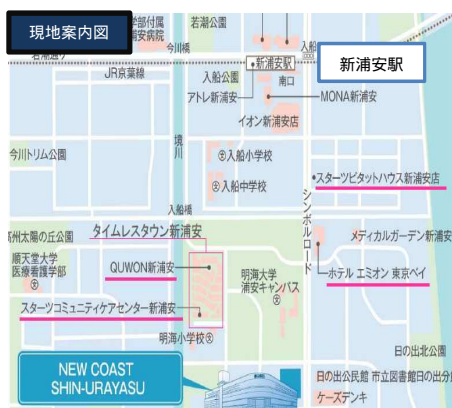 現地案内図
学部付属
安病院
若潮公園
今川橋
入船
新浦安駅
新浦安駅
JR京葉線
入船公園
南口
アトレ新浦安
MONA新浦安
イオン新浦安店
境川
今川トリム公園
入船小学校
入船中学校
スターツピタットハウス新浦安店
シンボルロード
入船橋
高州太陽の丘公園
タイムレスタウン新浦安
メディカルガーデン新浦安
順天堂大学
医療看護学部
QUWON新浦安
明海大学
浦安キャンパス
ホテル エミオン 東京ベイ
スターツコミュニティケアセンター新浦安
明海小学校
日の出北公園
NEW COAST
SHIN-URAYASU
日の出公民館 市立図書館日の出分
ケーズデンキ